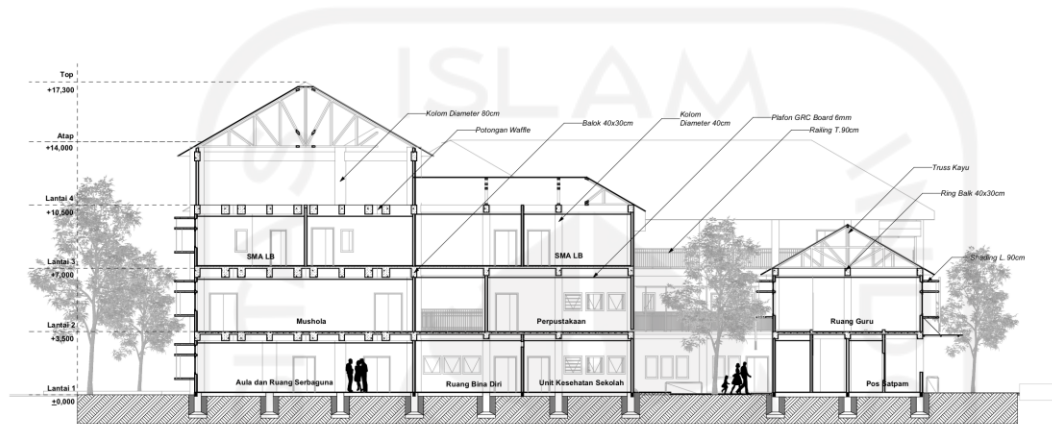 ISLAM
Top
+17,300
Kolom Diameter 80cm
Potongan Waffle
Balok 40x30cm
Kolom
Diameter 40cm
Plafon GRC Board 6mm
Railing T.90cm
Atap
+14,000
Truss Kayu
Ring Balk 40x30cm
Lantai 4
+10,500
SMA LB
SMA LB
Shading L.90cm
Lantai 3
+7,000
Mushola
Perpustakaan
Ruang Guru
Lantai 2
+3,500
Aula dan Ruang Serbaguna
Ruang Bina Diri
Unit Kesehatan Sekolah
Pos Satpam
Lantai 1
±0,000